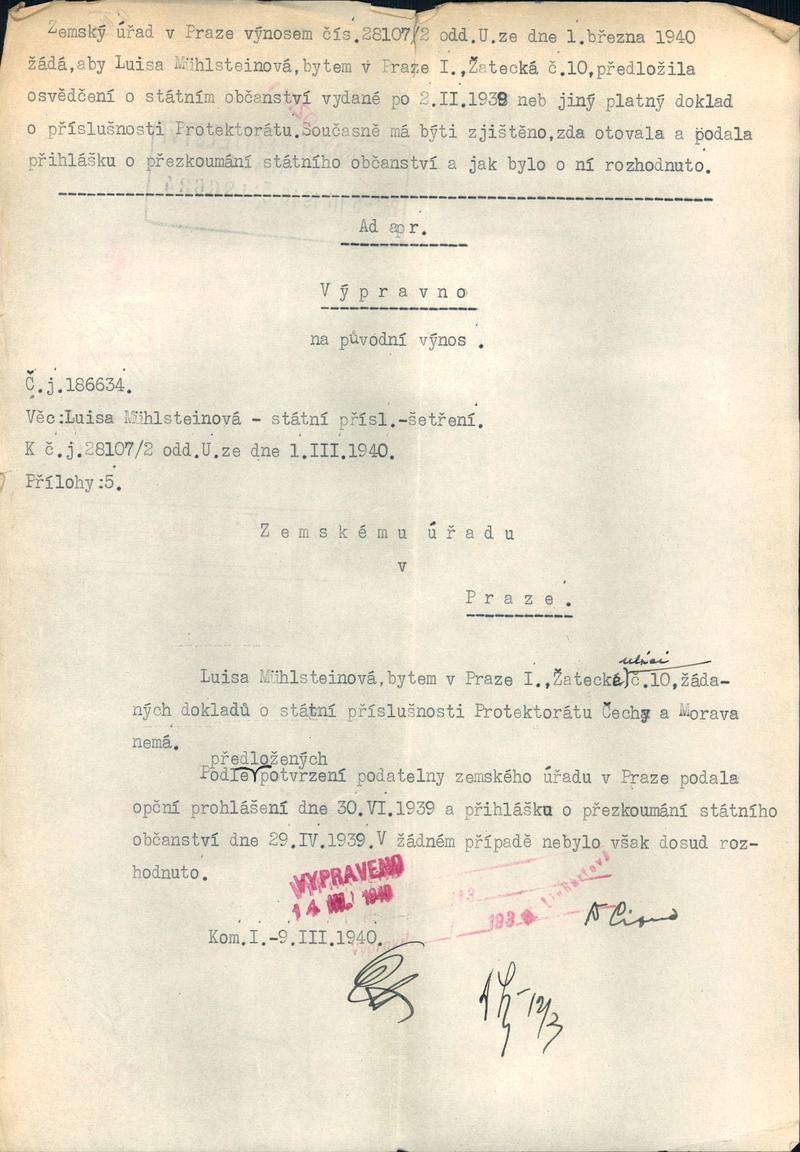 Zemský úřad v Praze výnosem čís.28107/2 odd.U.ze dne 1.března 1940
žádá,aby Luisa Mühlsteinová,bytem v Praze I.,Žatecká č.10,předložila
osvědčení o státním občanství vydané po 2.II.1939 neb jiný platný doklad
o příslušnosti Protektorátu.Současně má býti zjištěno,zda otovala a podala
přihlášku o přezkoumání státního občanství a jak bylo o ní rozhodnuto.
Ad apr.
Výpravno
na původní výnos .
Č.j.186634.
Věc:Luisa Mühlsteinová - státní přísl.-šetření.
K č.j.28107/2 odd.U.ze dne 1.III.1940.
Přílohy:5.
Zemskému úřadu
v
Praze.
ulici
Luisa Mühlsteinová,bytem v Praze I.,Žatecká č.10,žáda-
ných dokladů o státní příslušnosti Protektorátu Čechy a Morava
nemá.
předložených
Podle potvrzení podatelny zemského úřadu v Praze podala
opční prohlášení dne 30.VI.1939 a přihlášku o přezkoumání státního
občanství dne 29.IV.1939.V žádném případě nebylo však dosud roz-
hodnuto.
VYPRAVENO
14 III. 1940
193
Kom.I.-9.III.1940.
12/3